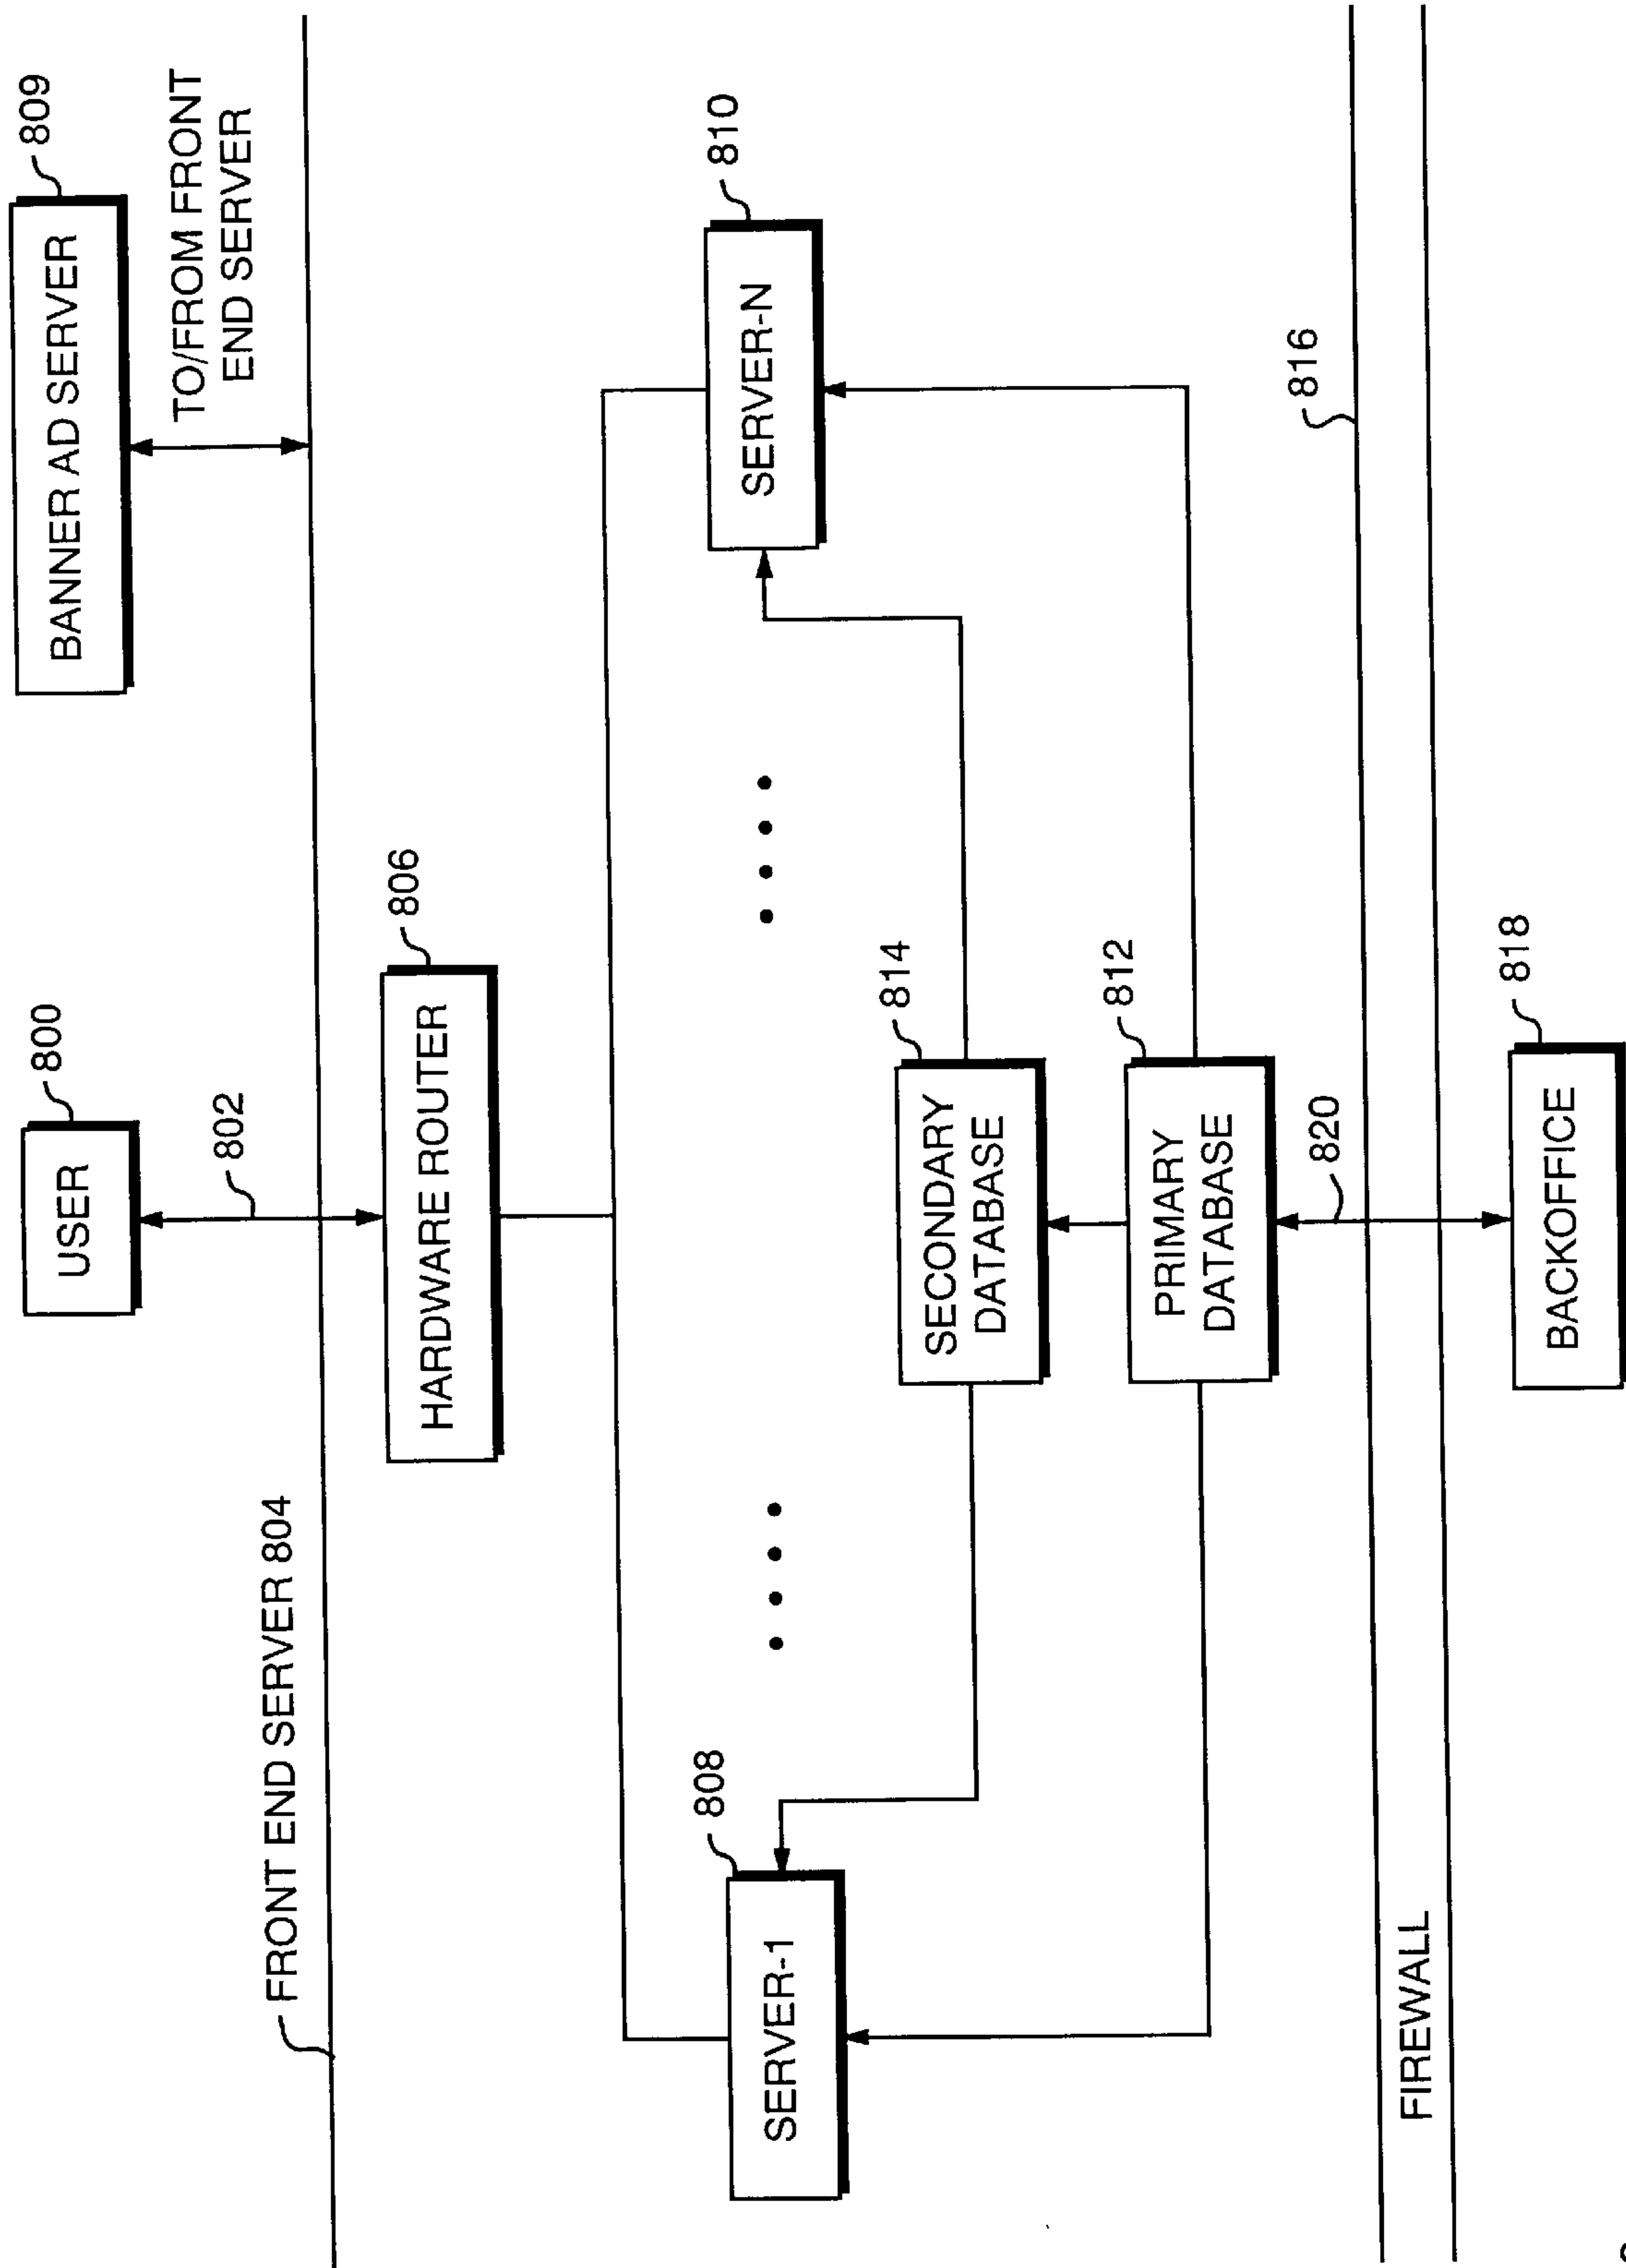 USER
800
BANNER AD SERVER
809
802
TO/FROM FRONT
END SERVER
FRONT END SERVER 804
HARDWARE ROUTER
806
SERVER-1
808
SERVER-N
810
SECONDARY
DATABASE
814
PRIMARY
DATABASE
812
820
816
FIREWALL
BACKOFFICE
818